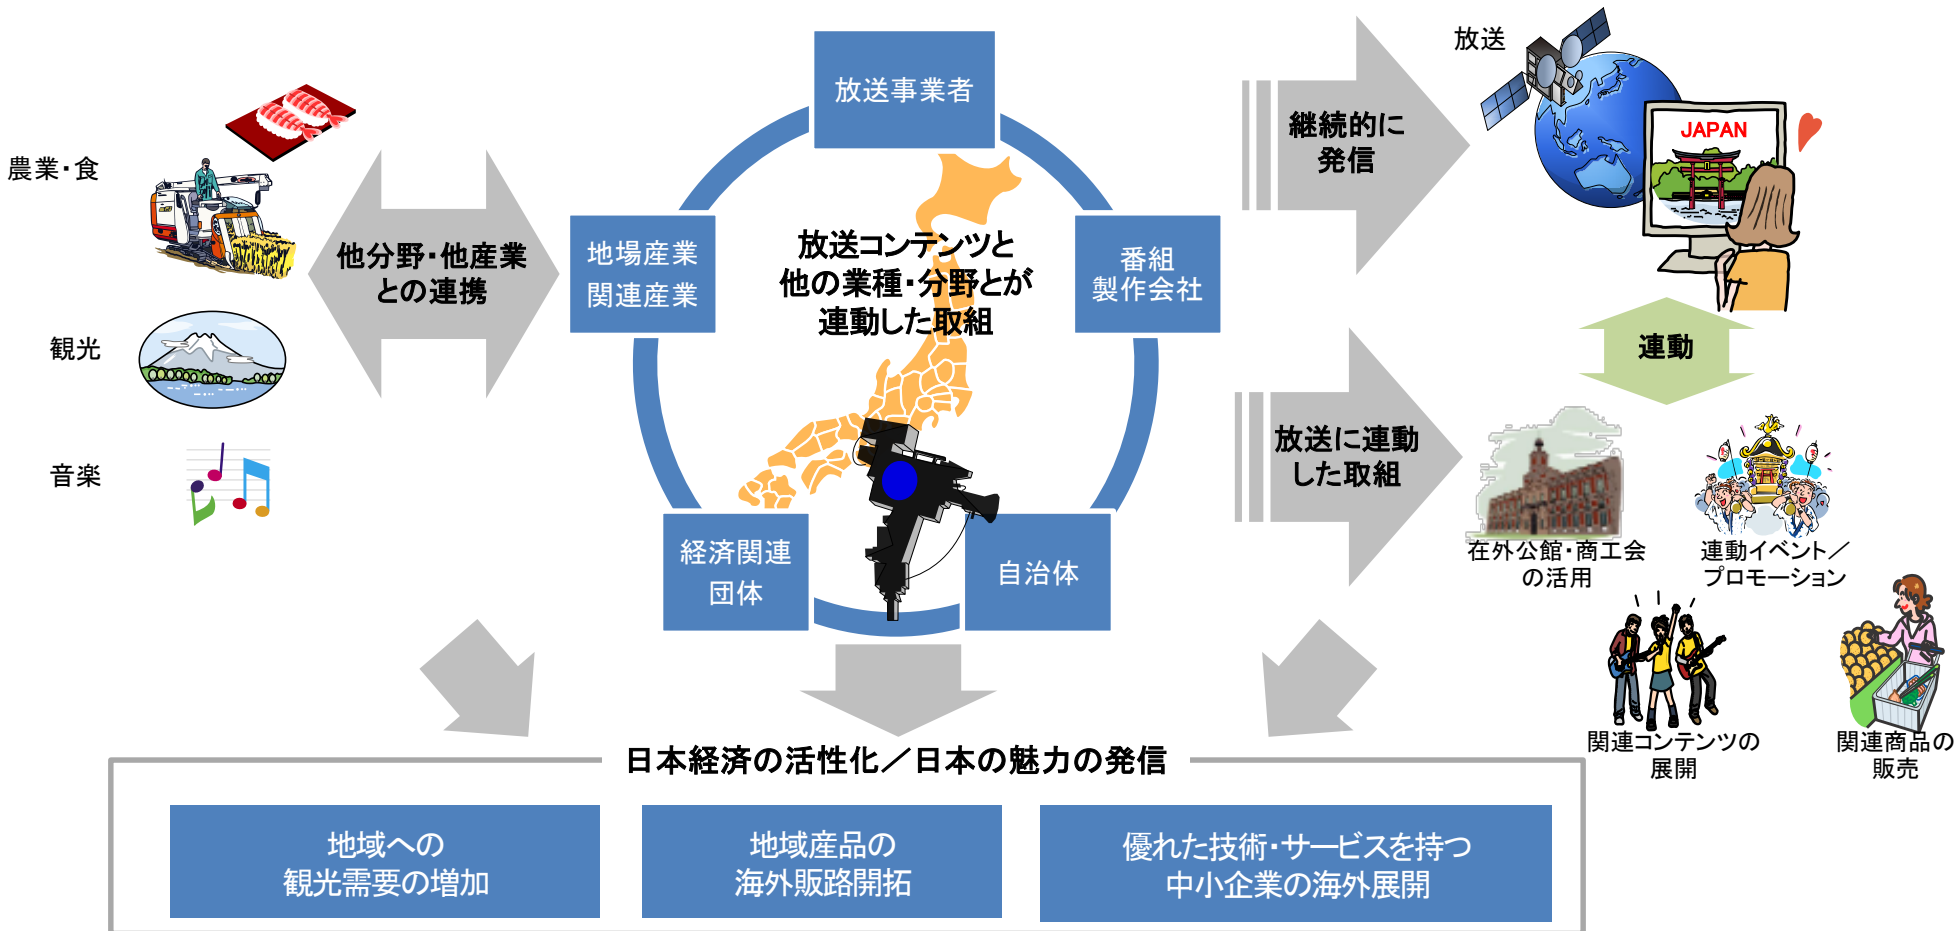 農業・食
観光
音楽
他分野・他産業
との連携
放送事業者
地場産業
関連産業
番組
製作会社
経済関連
団体
自治体
放送コンテンツと
他の業種・分野とが
連動した取組
継続的に
発信
放送に連動
した取組
放送
JAPAN
連動
在外公館・商工会
の活用
連動イベント／
プロモーション
関連コンテンツの
展開
関連商品の
販売
日本経済の活性化／日本の魅力の発信
地域への
観光需要の増加
地域産品の
海外販路開拓
優れた技術・サービスを持つ
中小企業の海外展開